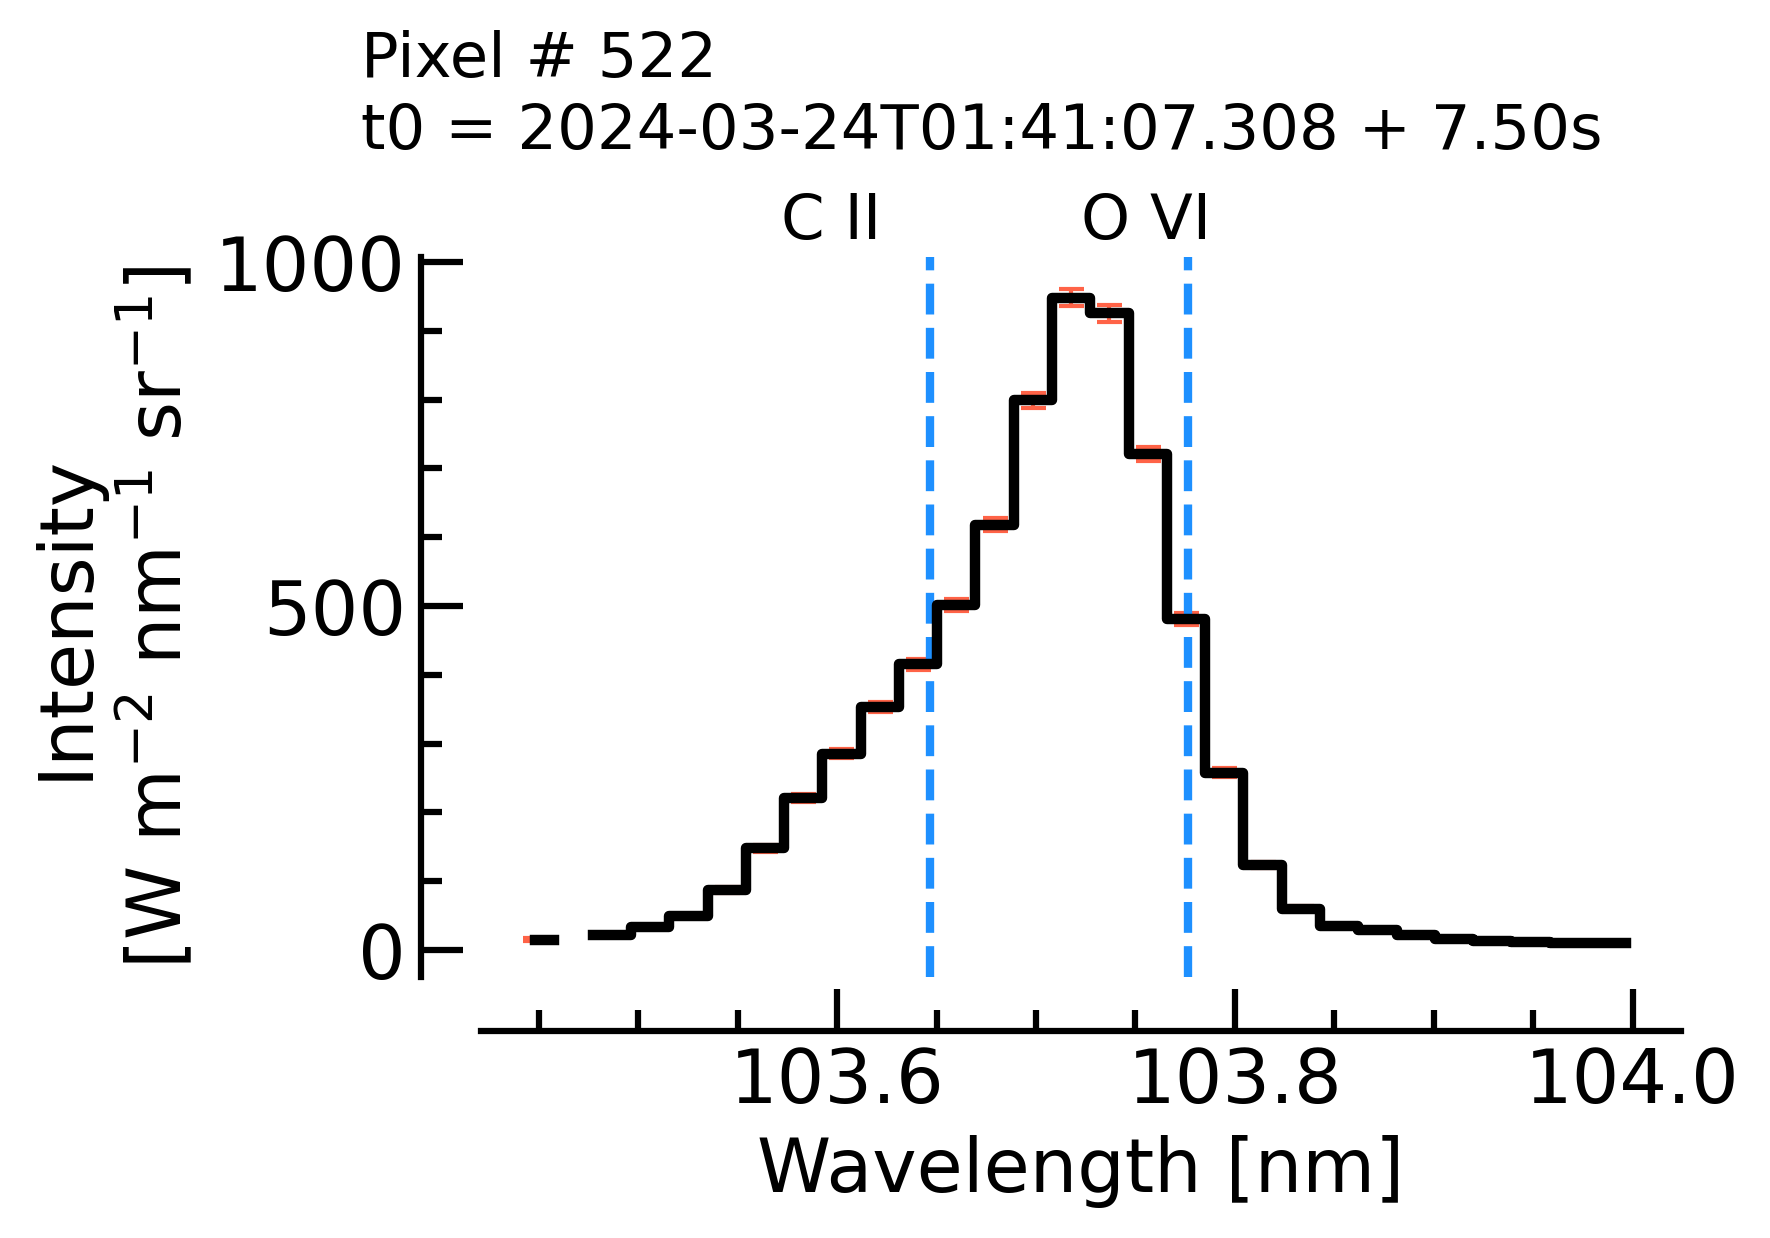 Pixel # 522
t0 = 2024-03-24T01:41:07.308 + 7.50s
C II O VI
1000
500
0
Intensity
[W m⁻² nm⁻¹ sr⁻¹]
103.6 103.8 104.0
Wavelength [nm]